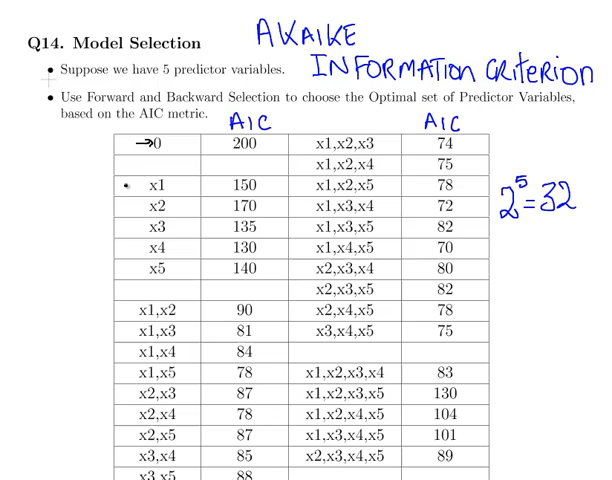 AKAIKE
Q14. Model Selection
INFORMATION CRITERION
• Suppose we have 5 predictor variables.
• Use Forward and Backward Selection to choose the Optimal set of Predictor Variables,
based on the AIC metric.
AIC AIC
→0 200 x1,x2,x3 74
x1,x2,x4 75
• x1 150 x1,x2,x5 78
x2 170 x1,x3,x4 72
x3 135 x1,x3,x5 82
x4 130 x1,x4,x5 70
x5 140 x2,x3,x4 80
x2,x3,x5 82
x1,x2 90 x2,x4,x5 78
x1,x3 81 x3,x4,x5 75
x1,x4 84
x1,x5 78 x1,x2,x3,x4 83
x2,x3 87 x1,x2,x3,x5 130
x2,x4 78 x1,x2,x4,x5 104
x2,x5 87 x1,x3,x4,x5 101
x3,x4 85 x2,x3,x4,x5 89
x3,x5 88
2⁵=32